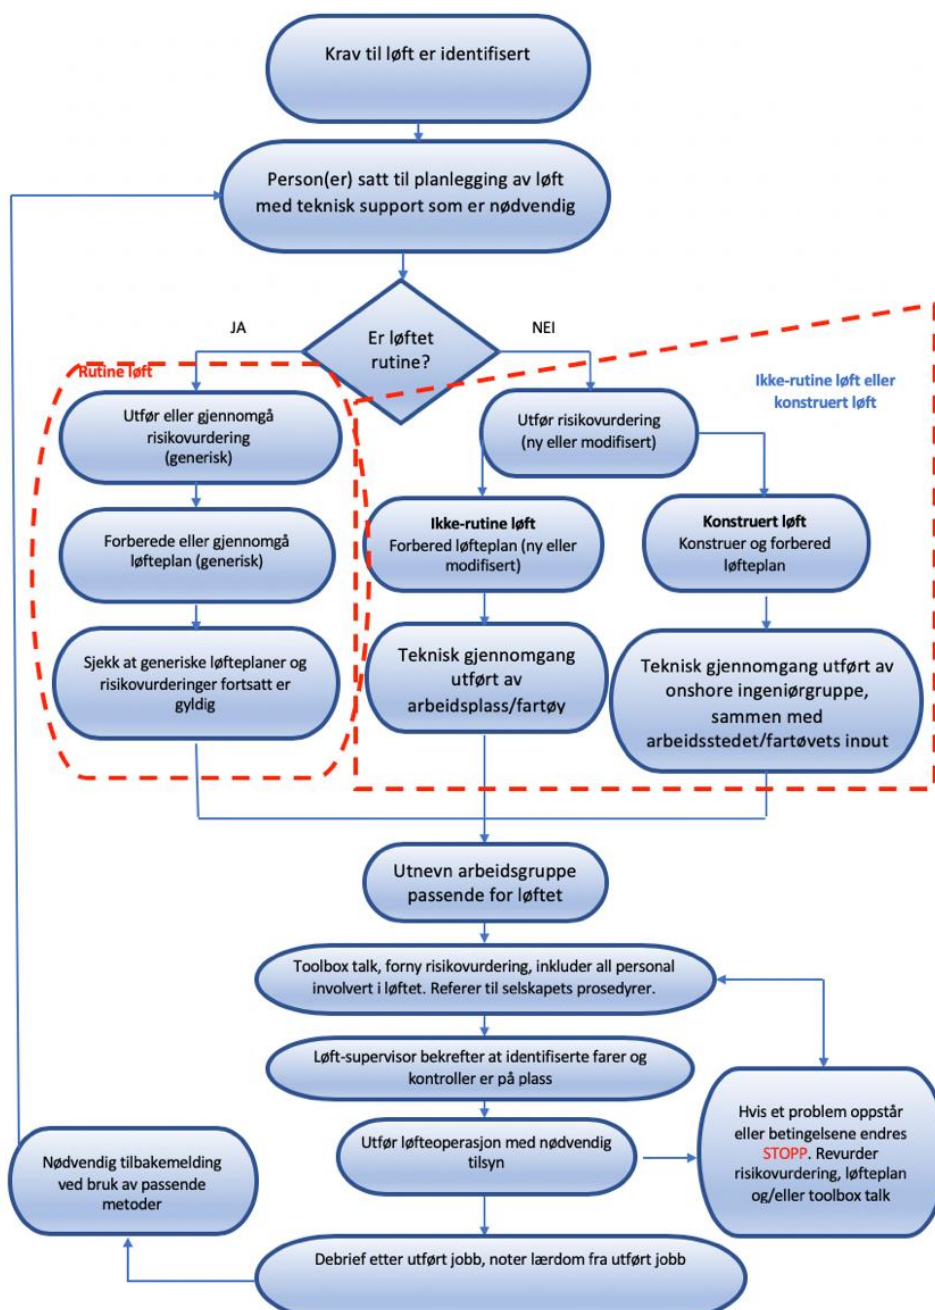 Krav til løft er identifisert
Person(er) satt til planlegging av løft
med teknisk support som er nødvendig
JA
Er løftet
rutine?
NEI
Rutine løft
Utfør eller gjennomgå
risikovurdering
(generisk)
Forberede eller gjennomgå
løfteplan (generisk)
Sjekk at generiske løfteplaner og
risikovurderinger fortsatt er
gyldig
Ikke-rutine løft eller
konstruert løft
Utfør risikovurdering
(ny eller modifisert)
Ikke-rutine løft
Forbered løfteplan (ny eller
modifisert)
Teknisk gjennomgang
utført av
arbeidsplass/fartøy
Konstruert løft
Konstruer og forbered
løfteplan
Teknisk gjennomgang utført av
onshore ingeniørgruppe,
sammen med
arbeidsstedet/fartøyets input
Utnevn arbeidsgruppe
passende for løftet
Toolbox talk, forny risikovurdering, inkluder all personal
involvert i løftet. Referer til selskapets prosedyrer.
Løft-supervisor bekrefter at identifiserte farer og
kontroller er på plass
Utfør løfteoperasjon med nødvendig
tilsyn
Hvis et problem oppstår
eller betingelsene endres
STOPP. Revurder
risikovurdering, løfteplan
og/eller toolbox talk
Debrief etter utført jobb, noter lærdom fra utført jobb
Nødvendig tilbakemelding
ved bruk av passende
metoder